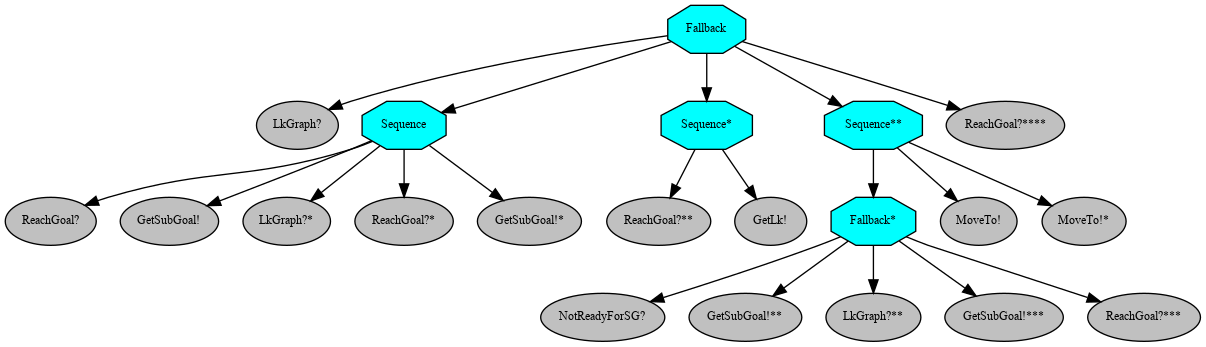 Fallback
LkGraph?
Sequence
Sequence*
Sequence**
ReachGoal?****
ReachGoal?
GetSubGoal!
LkGraph?*
ReachGoal?*
GetSubGoal!*
ReachGoal?**
GetLk!
Fallback*
MoveTo!
MoveTo!*
NotReadyForSG?
GetSubGoal!**
LkGraph?**
GetSubGoal!***
ReachGoal?***